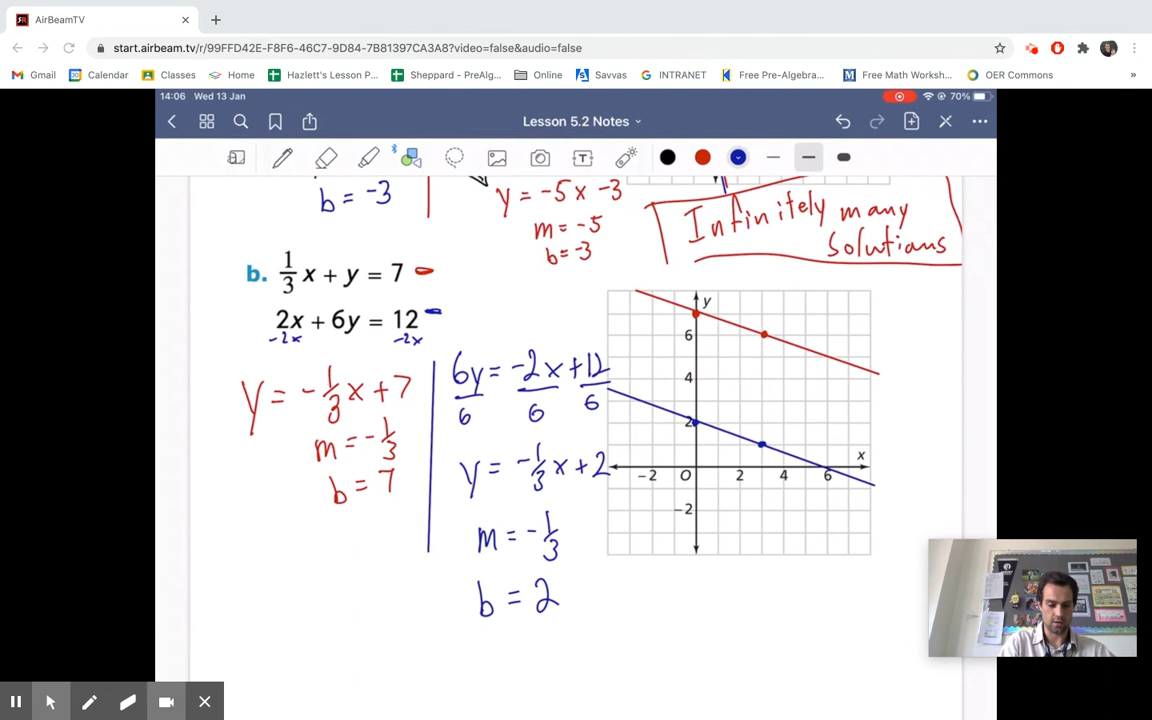 AirBeamTV
start.airbeam.tv/r/99FFD42E-F8F6-46C7-9D84-7B81397CA3A8?video=false&audio=false
Gmail Calendar Classes Home Hazlett's Lesson P... Sheppard - PreAlg... Online Savvas INTRANET Free Pre-Algebra... Free Math Worksh... OER Commons »
14:06 Wed 13 Jan 70%
Lesson 5.2 Notes
b = -3
y = -5x -3
m = -5
b = -3
Infinitely many
solutions
b. 1/3 x + y = 7
2x + 6y = 12
-2x -2x
y = -1/3 x + 7
m = -1/3
b = 7
6y = -2x + 12
6 6 6
y = -1/3 x + 2
m = -1/3
b = 2
y
6
4
2
x
-2 O 2 4 6
-2